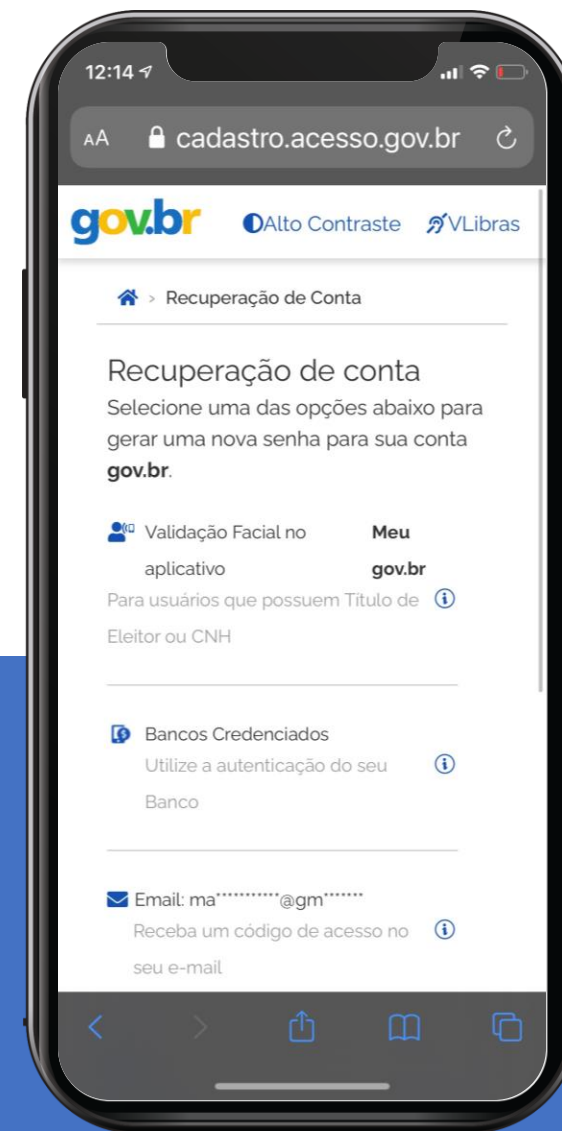 12:14
AA cadastro.acesso.gov.br
gov.br Alto Contraste VLibras
> Recuperação de Conta
Recuperação de conta
Selecione uma das opções abaixo para
gerar uma nova senha para sua conta
gov.br.
Validação Facial no Meu
aplicativo gov.br
Para usuários que possuem Título de
Eleitor ou CNH
Bancos Credenciados
Utilize a autenticação do seu
Banco
Email: ma***********@gm*******
Receba um código de acesso no
seu e-mail